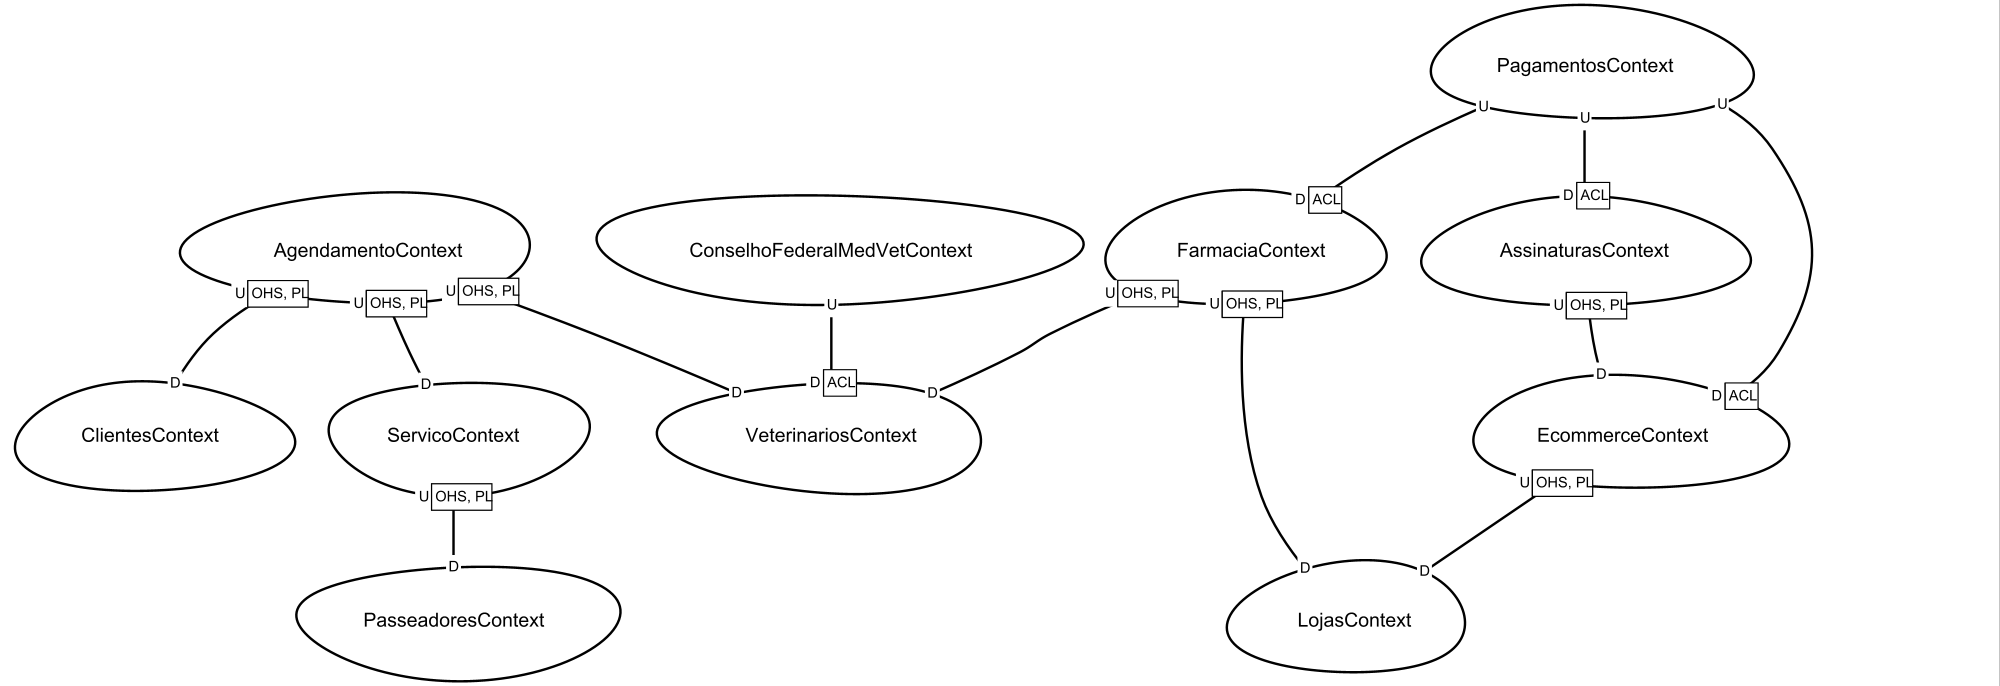 PagamentosContext
U
U
U
D ACL
D ACL
AgendamentoContext
ConselhoFederalMedVetContext
FarmaciaContext
AssinaturasContext
U OHS, PL
U OHS, PL
U OHS, PL
U
U OHS, PL
U OHS, PL
U OHS, PL
D
D
D
D ACL
D
D
D ACL
ClientesContext
ServicoContext
VeterinariosContext
EcommerceContext
U OHS, PL
U OHS, PL
D
D
D
PasseadoresContext
LojasContext